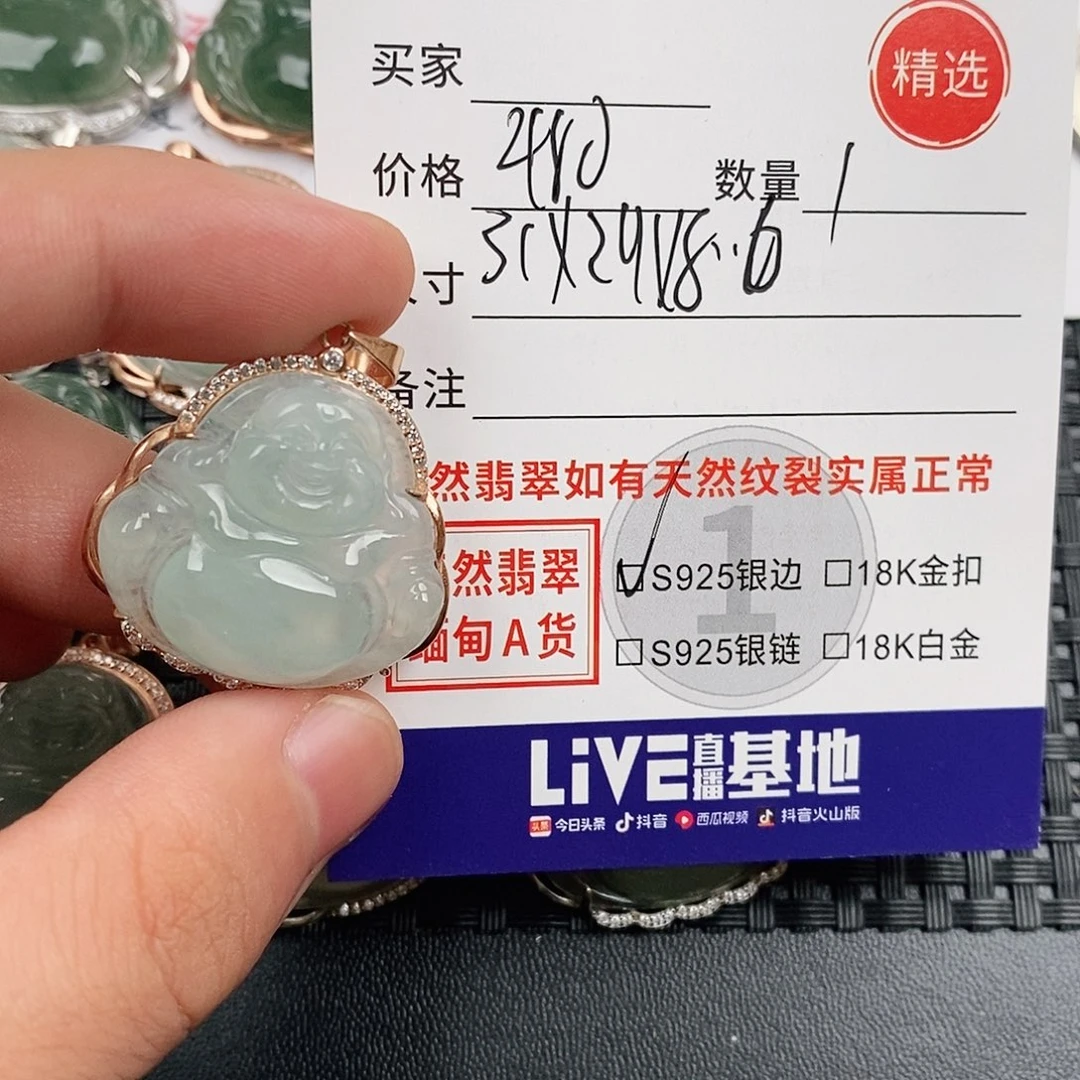 精选
买家
价格 480 数量 1
寸 31X24X8..6
备注
然翡翠如有天然纹裂实属正常
然翡翠
缅甸A货
☑S925银边 ☐18K金扣
☐S925银链 ☐18K白金
1
LiVE直播基地
头条 今日头条 抖音 西瓜视频 抖音火山版